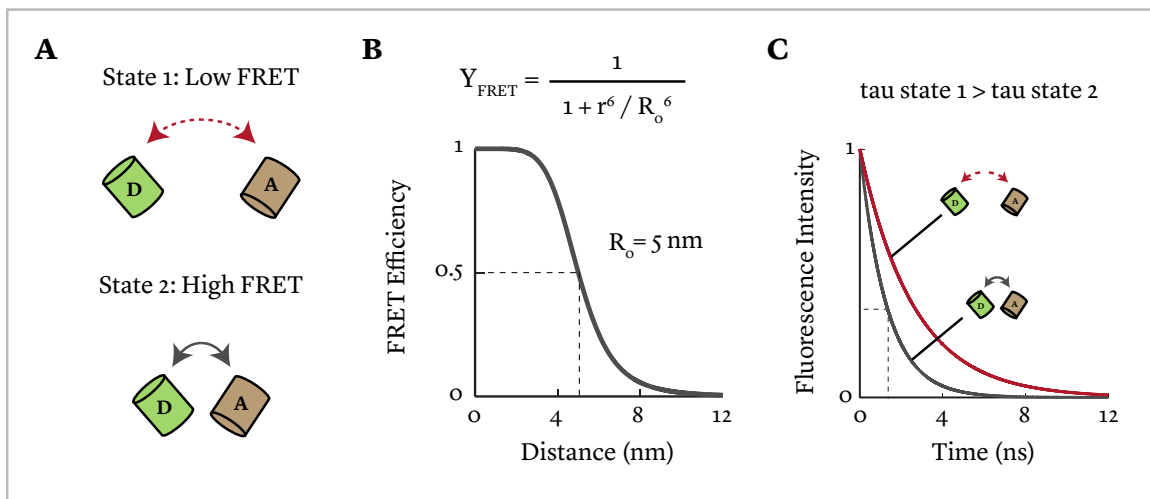 A
State 1: Low FRET
D
A
State 2: High FRET
D
A
B
Y_FRET = 1
1 + r⁶ / Rₒ⁶
1
0.5
0
FRET Efficiency
Rₒ = 5 nm
0 4 8 12
Distance (nm)
C
tau state 1 > tau state 2
1
0
Fluorescence Intensity
D
A
D
A
0 4 8 12
Time (ns)